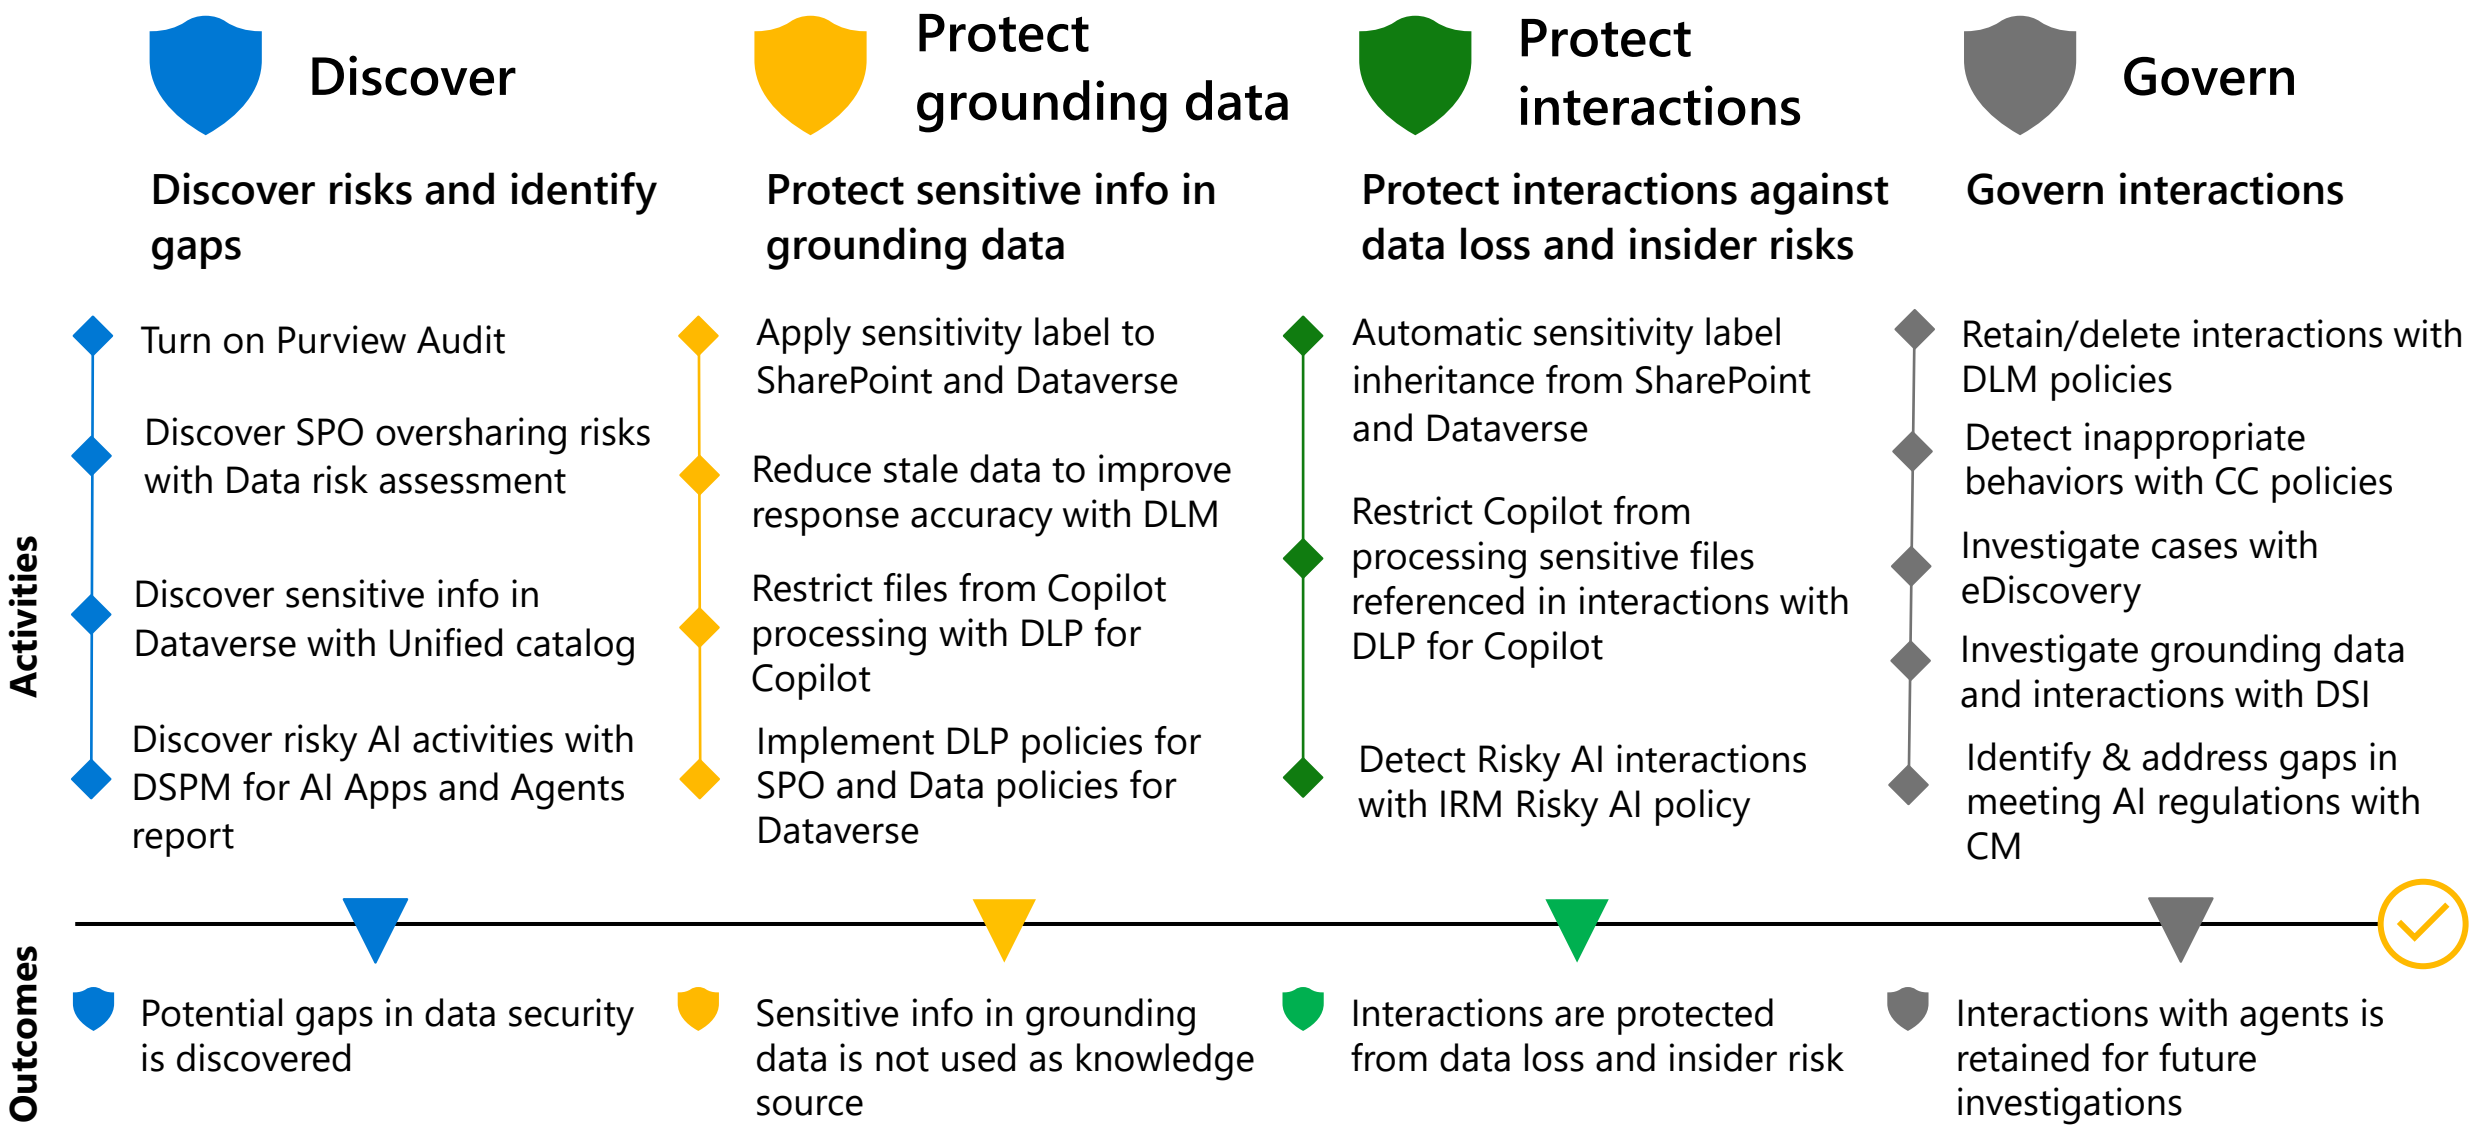 Discover
Discover risks and identify
gaps
Turn on Purview Audit
Discover SPO oversharing risks
with Data risk assessment
Discover sensitive info in
Dataverse with Unified catalog
Discover risky AI activities with
DSPM for AI Apps and Agents
report
Protect
grounding data
Protect sensitive info in
grounding data
Apply sensitivity label to
SharePoint and Dataverse
Reduce stale data to improve
response accuracy with DLM
Restrict files from Copilot
processing with DLP for
Copilot
Implement DLP policies for
SPO and Data policies for
Dataverse
Protect
interactions
Protect interactions against
data loss and insider risks
Automatic sensitivity label
inheritance from SharePoint
and Dataverse
Restrict Copilot from
processing sensitive files
referenced in interactions with
DLP for Copilot
Detect Risky AI interactions
with IRM Risky AI policy
Govern
Govern interactions
Retain/delete interactions with
DLM policies
Detect inappropriate
behaviors with CC policies
Investigate cases with
eDiscovery
Investigate grounding data
and interactions with DSI
Identify & address gaps in
meeting AI regulations with
CM
Activities
Outcomes
Potential gaps in data security
is discovered
Sensitive info in grounding
data is not used as knowledge
source
Interactions are protected
from data loss and insider risk
Interactions with agents is
retained for future
investigations